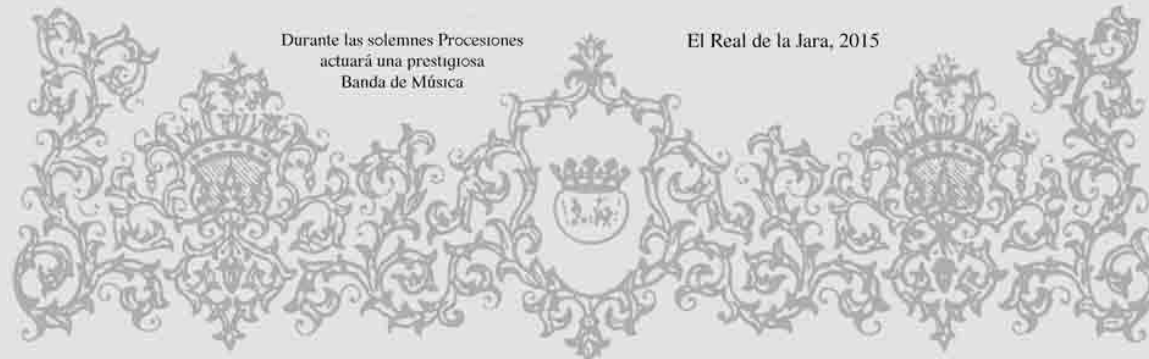 Durante las solemnes Procesiones
actuará una prestigiosa
Banda de Música
El Real de la Jara, 2015